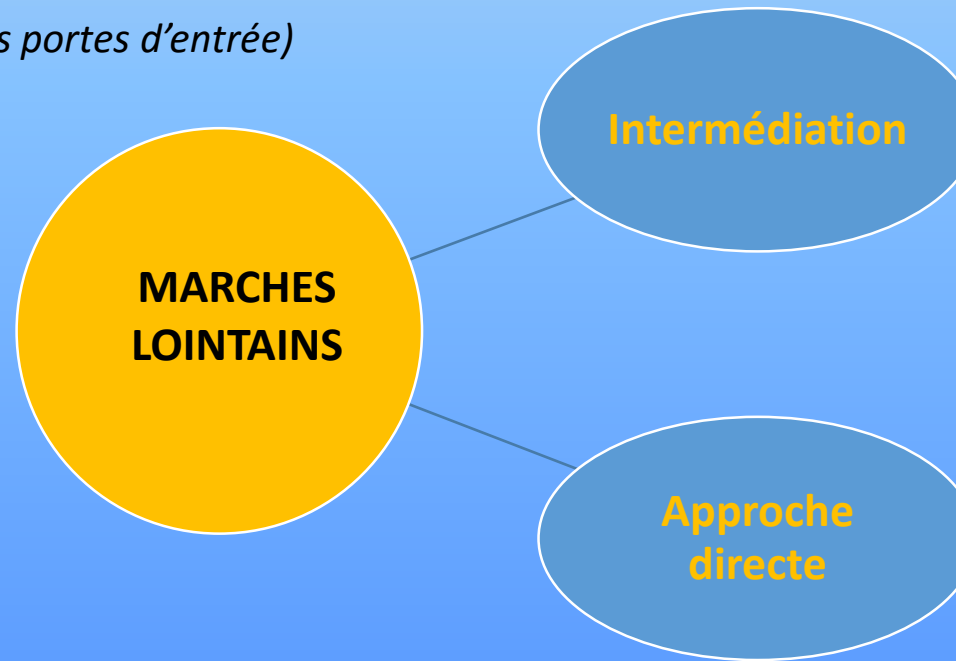 s portes d'entrée)
Intermédiation
MARCHES
LOINTAINS
Approche
directe